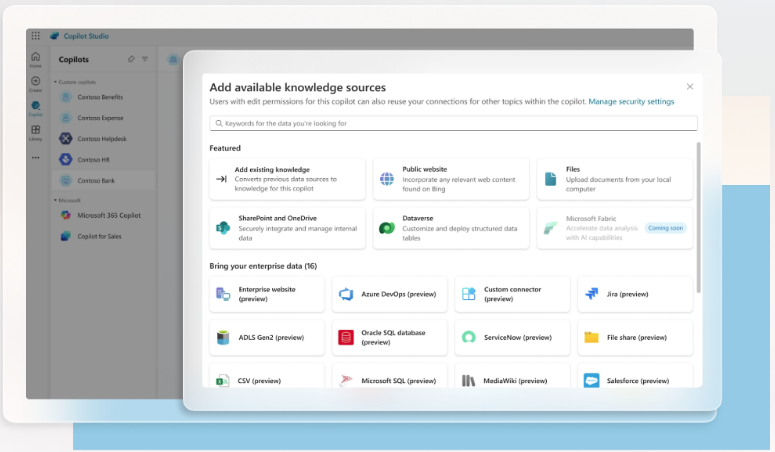 Copilot Studio
Home
Create
Copilot
Library
Copilots
Custom copilots
Contoso Benefits
Contoso Expense
Contoso Helpdesk
Contoso HR
Contoso Bank
Microsoft
Microsoft 365 Copilot
Copilot for Sales
Add available knowledge sources
Users with edit permissions for this copilot can also reuse your connections for other topics within the copilot. Manage security settings
Keywords for the data you're looking for
Featured
Add existing knowledge
Converts previous data sources to
knowledge for this copilot
Public website
Incorporate any relevant web content
found on Bing
Files
Upload documents from your local
computer
SharePoint and OneDrive
Securely integrate and manage internal
data
Dataverse
Customize and deploy structured data
tables
Microsoft Fabric
Accelerate data analysis
with AI capabilities
Coming soon
Bring your enterprise data (16)
Enterprise website
(preview)
Azure DevOps (preview)
Custom connector
(preview)
Jira (preview)
ADLS Gen2 (preview)
Oracle SQL database
(preview)
ServiceNow (preview)
File share (preview)
CSV (preview)
Microsoft SQL (preview)
MediaWiki (preview)
Salesforce (preview)